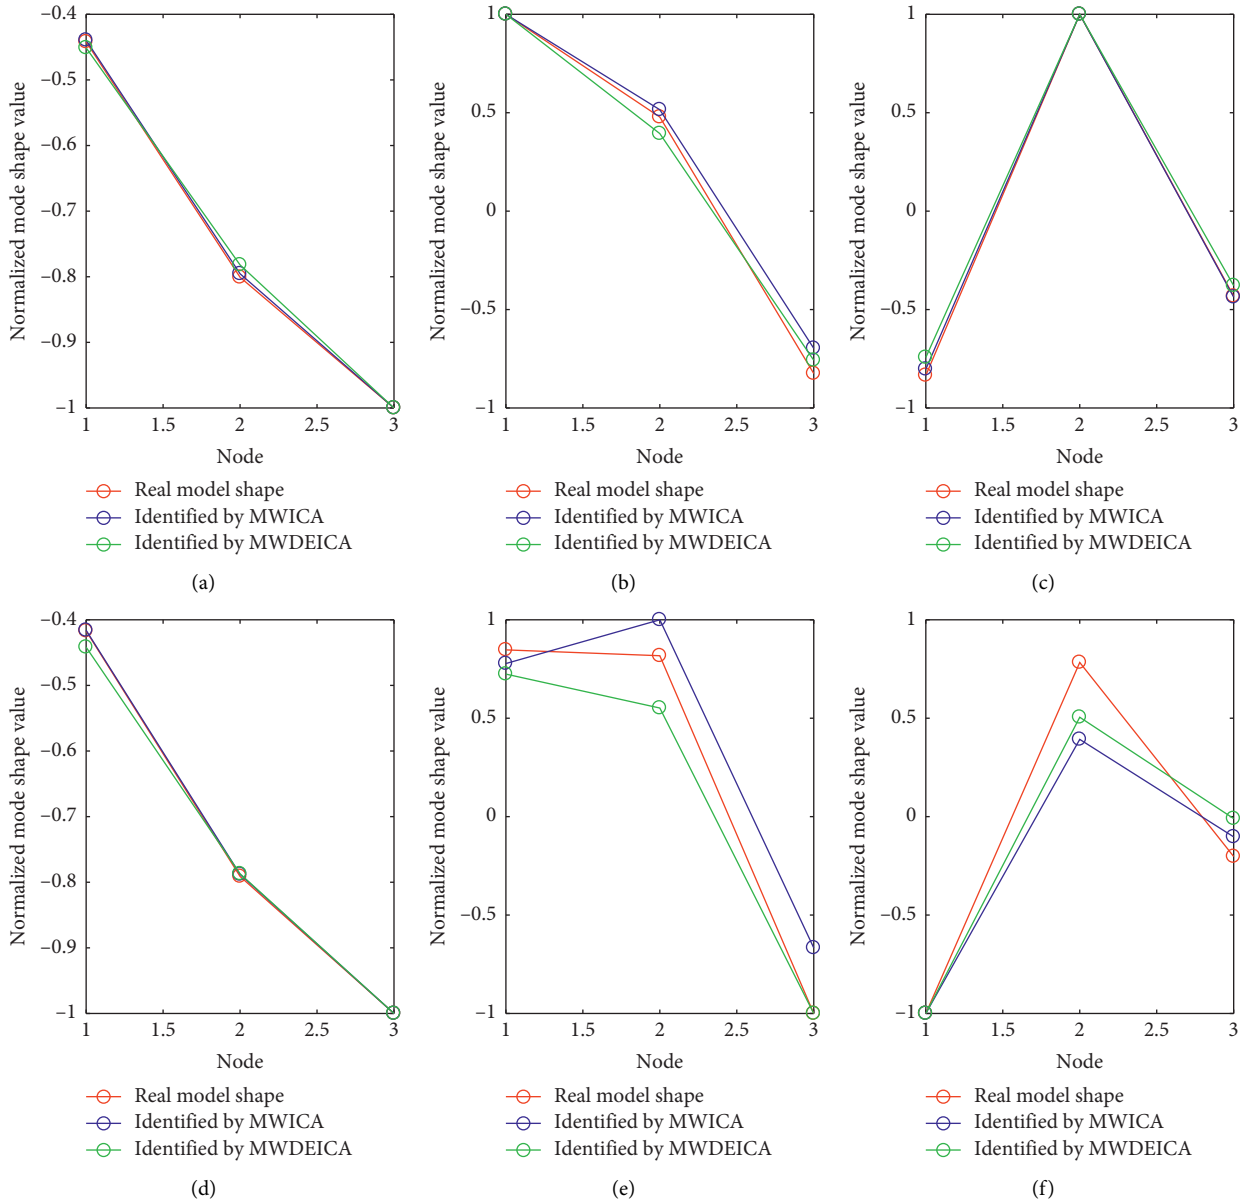 −0.4
−0.5
−0.6
−0.7
−0.8
−0.9
−1
Normalized mode shape value
1 1.5 2 2.5 3
Node
Real model shape
Identified by MWICA
Identified by MWDEICA
(a)
1
0.5
0
−0.5
−1
Normalized mode shape value
1 1.5 2 2.5 3
Node
Real model shape
Identified by MWICA
Identified by MWDEICA
(b)
1
0.5
0
−0.5
−1
Normalized mode shape value
1 1.5 2 2.5 3
Node
Real model shape
Identified by MWICA
Identified by MWDEICA
(c)
−0.4
−0.5
−0.6
−0.7
−0.8
−0.9
−1
Normalized mode shape value
1 1.5 2 2.5 3
Node
Real model shape
Identified by MWICA
Identified by MWDEICA
(d)
1
0.5
0
−0.5
−1
Normalized mode shape value
1 1.5 2 2.5 3
Node
Real model shape
Identified by MWICA
Identified by MWDEICA
(e)
1
0.5
0
−0.5
−1
Normalized mode shape value
1 1.5 2 2.5 3
Node
Real model shape
Identified by MWICA
Identified by MWDEICA
(f)